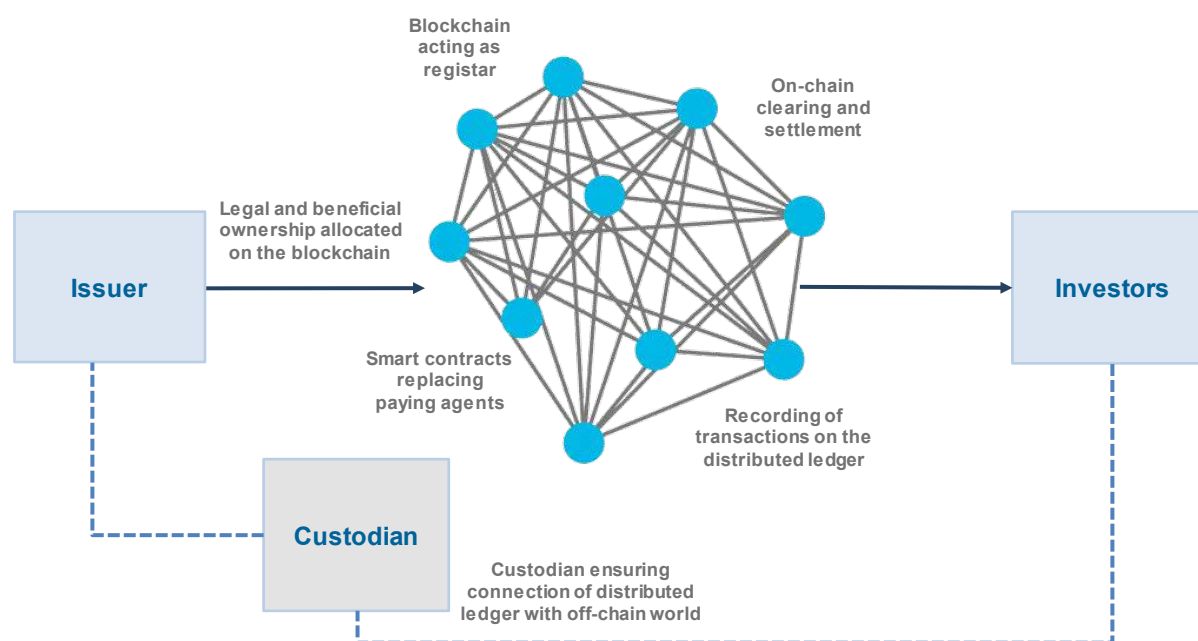 Blockchain
acting as
registar
On-chain
clearing and
settlement
Legal and beneficial
ownership allocated
on the blockchain
Issuer
Investors
Smart contracts
replacing
paying agents
Recording of
transactions on the
distributed ledger
Custodian
Custodian ensuring
connection of distributed
ledger with off-chain world